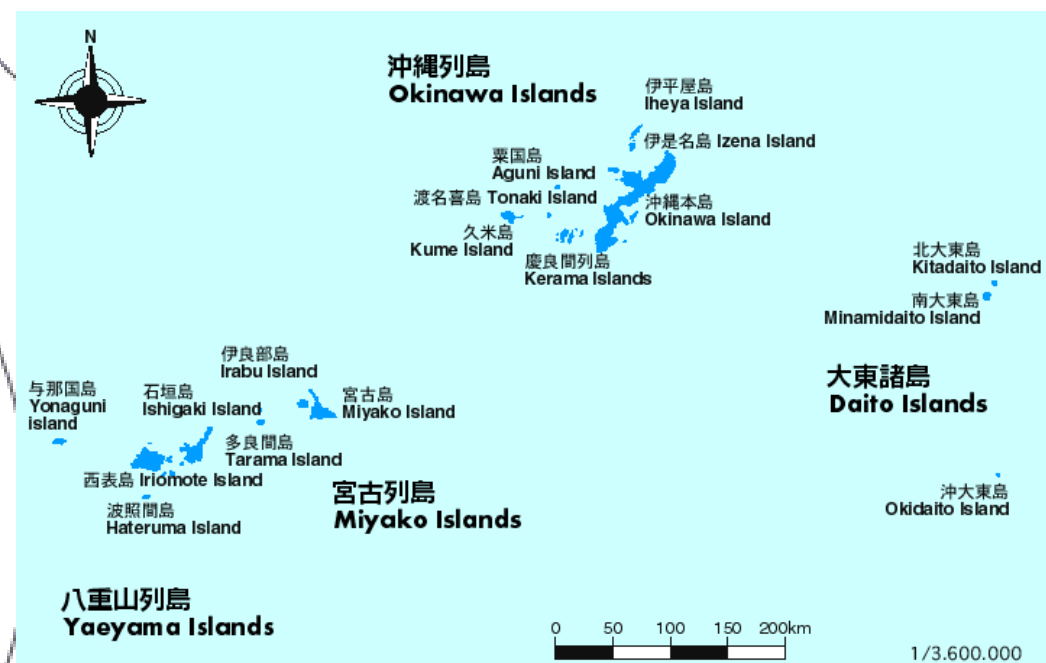 N
沖縄列島
Okinawa Islands
伊平屋島
Iheya Island
伊是名島 Izena Island
粟国島
Aguni Island
渡名喜島 Tonaki Island
沖縄本島
Okinawa Island
久米島
Kume Island
慶良間列島
Kerama Islands
北大東島
Kitadaito Island
南大東島
Minamidaito Island
大東諸島
Daito Islands
伊良部島
Irabu Island
与那国島
Yonaguni
island
石垣島
Ishigaki Island
宮古島
Miyako Island
多良間島
Tarama Island
西表島 Iriomote Island
宮古列島
Miyako Islands
波照間島
Hateruma Island
沖大東島
Okidaito Island
八重山列島
Yaeyama Islands
0 50 100 150 200km
1/3.600.000